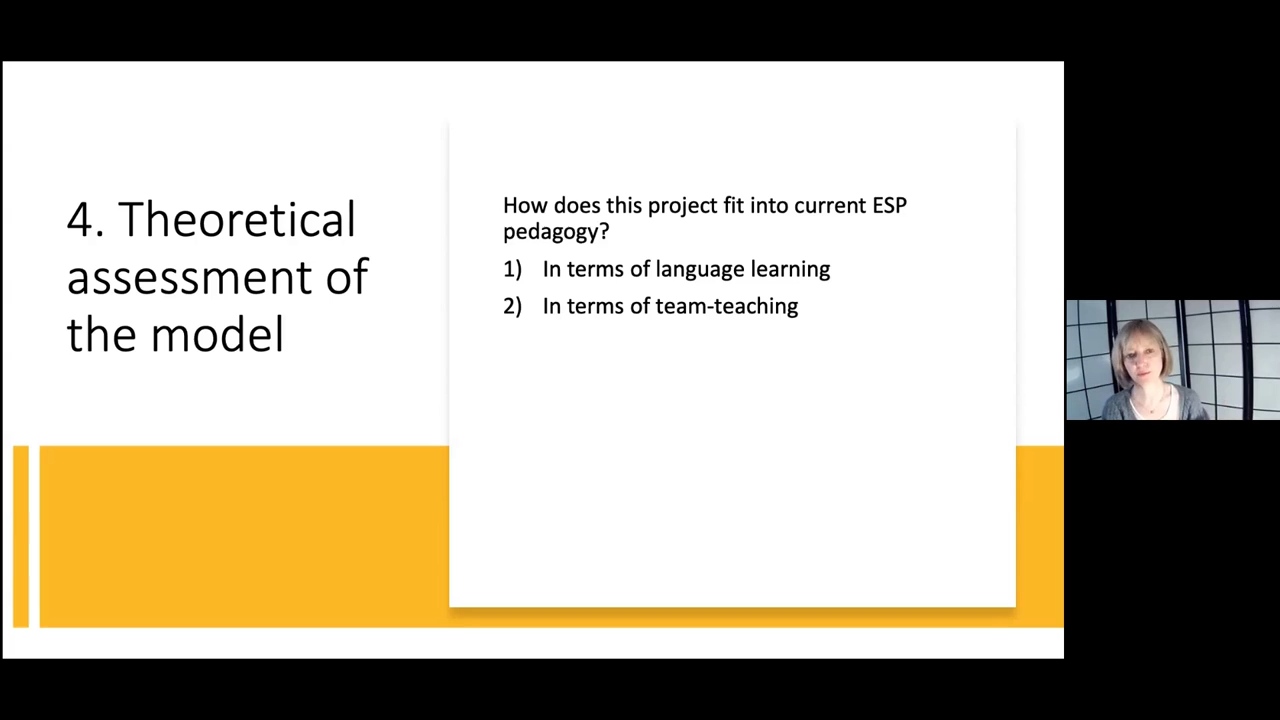 4. Theoretical
assessment of
the model
How does this project fit into current ESP
pedagogy?
1) In terms of language learning
2) In terms of team-teaching